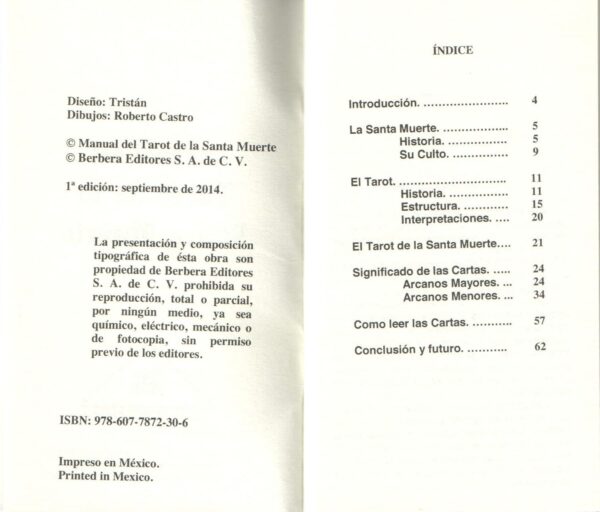 Diseño: Tristán
Dibujos: Roberto Castro
© Manual del Tarot de la Santa Muerte
© Berbera Editores S. A. de C. V.
1ª edición: septiembre de 2014.
La presentación y composición
tipográfica de ésta obra son
propiedad de Berbera Editores
S. A. de C. V. prohibida su
reproducción, total o parcial,
por ningún medio, ya sea
químico, eléctrico, mecánico o
de fotocopia, sin permiso
previo de los editores.
ISBN: 978-607-7872-30-6
Impreso en México.
Printed in Mexico.
ÍNDICE
Introducción. ....................... 4
La Santa Muerte. ................... 5
Historia. ................ 5
Su Culto. ................ 9
El Tarot. ............................. 11
Historia. ................ 11
Estructura. ............. 15
Interpretaciones. .... 20
El Tarot de la Santa Muerte.... 21
Significado de las Cartas. ..... 24
Arcanos Mayores. ... 24
Arcanos Menores. ... 34
Como leer las Cartas. ........... 57
Conclusión y futuro. ........... 62